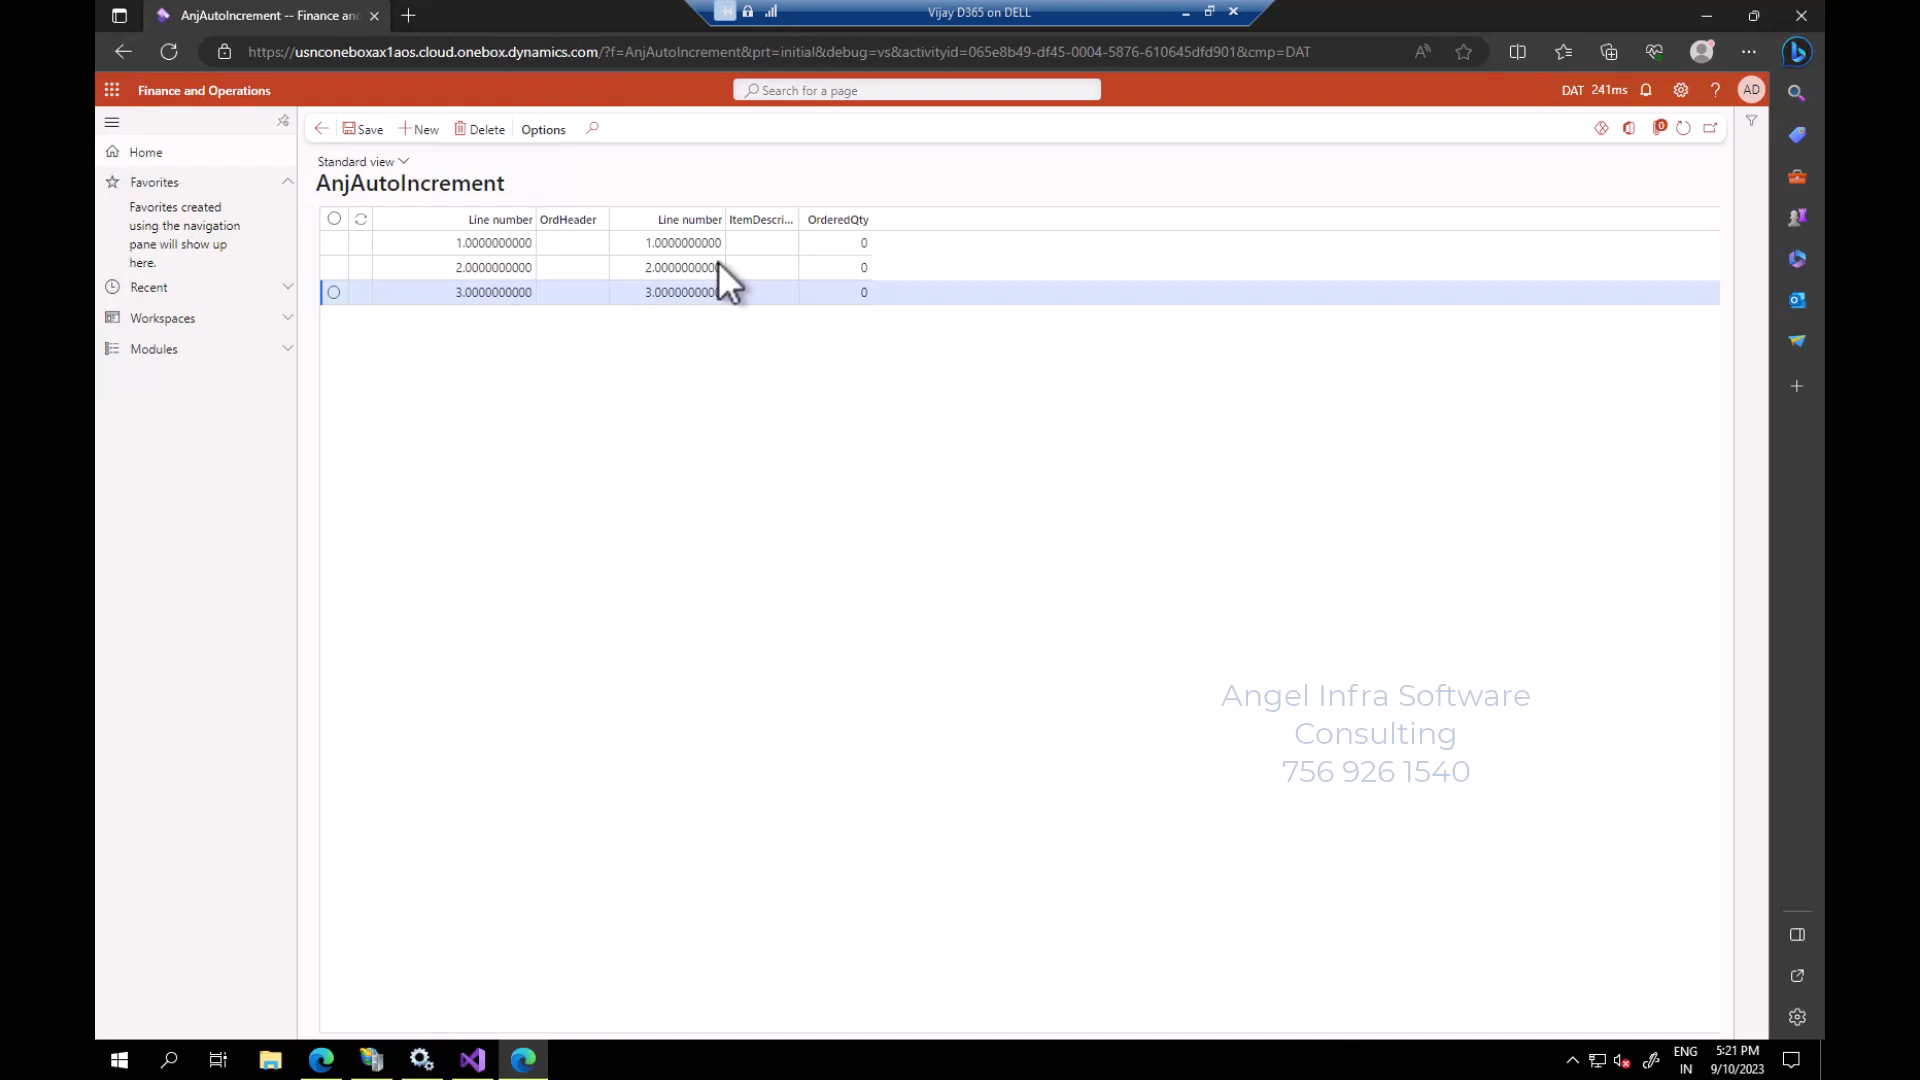 AnjAutoIncrement -- Finance and
Vijay D365 on DELL
https://usnconeboxax1aos.cloud.onebox.dynamics.com/?f=AnjAutoIncrement&prt=initial&debug=vs&activityid=065e8b49-df45-0004-5876-610645dfd901&cmp=DAT
Finance and Operations
Search for a page
DAT 241ms
?
AD
Save
New
Delete
Options
0
Home
Favorites
Favorites created
using the navigation
pane will show up
here.
Recent
Workspaces
Modules
Standard view
AnjAutoIncrement
Line number OrdHeader Line number ItemDescri... OrderedQty
1.0000000000 1.0000000000 0
2.0000000000 2.0000000000 0
3.0000000000 3.0000000000 0
Angel Infra Software
Consulting
756 926 1540
ENG
IN
5:21 PM
9/10/2023